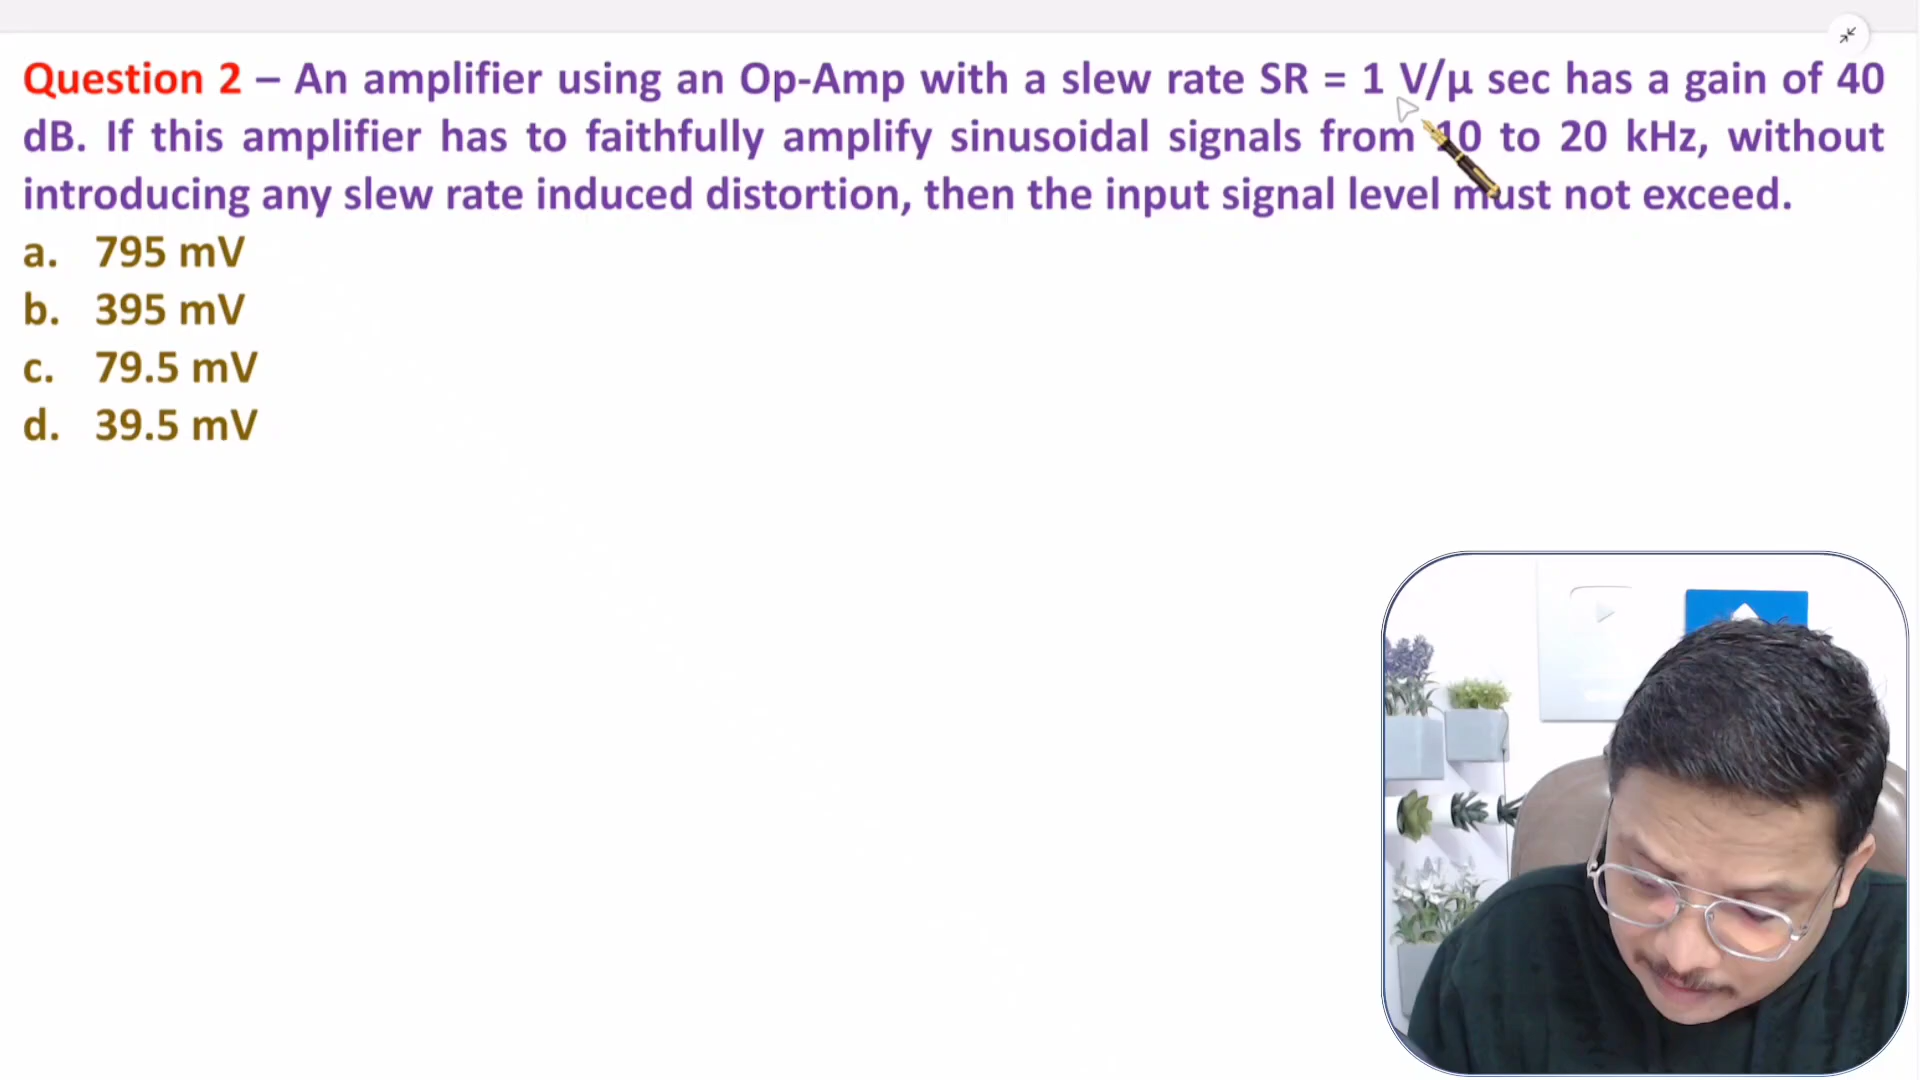 Question 2 – An amplifier using an Op-Amp with a slew rate SR = 1 V/µ sec has a gain of 40
dB. If this amplifier has to faithfully amplify sinusoidal signals from 10 to 20 kHz, without
introducing any slew rate induced distortion, then the input signal level must not exceed.
a. 795 mV
b. 395 mV
c. 79.5 mV
d. 39.5 mV